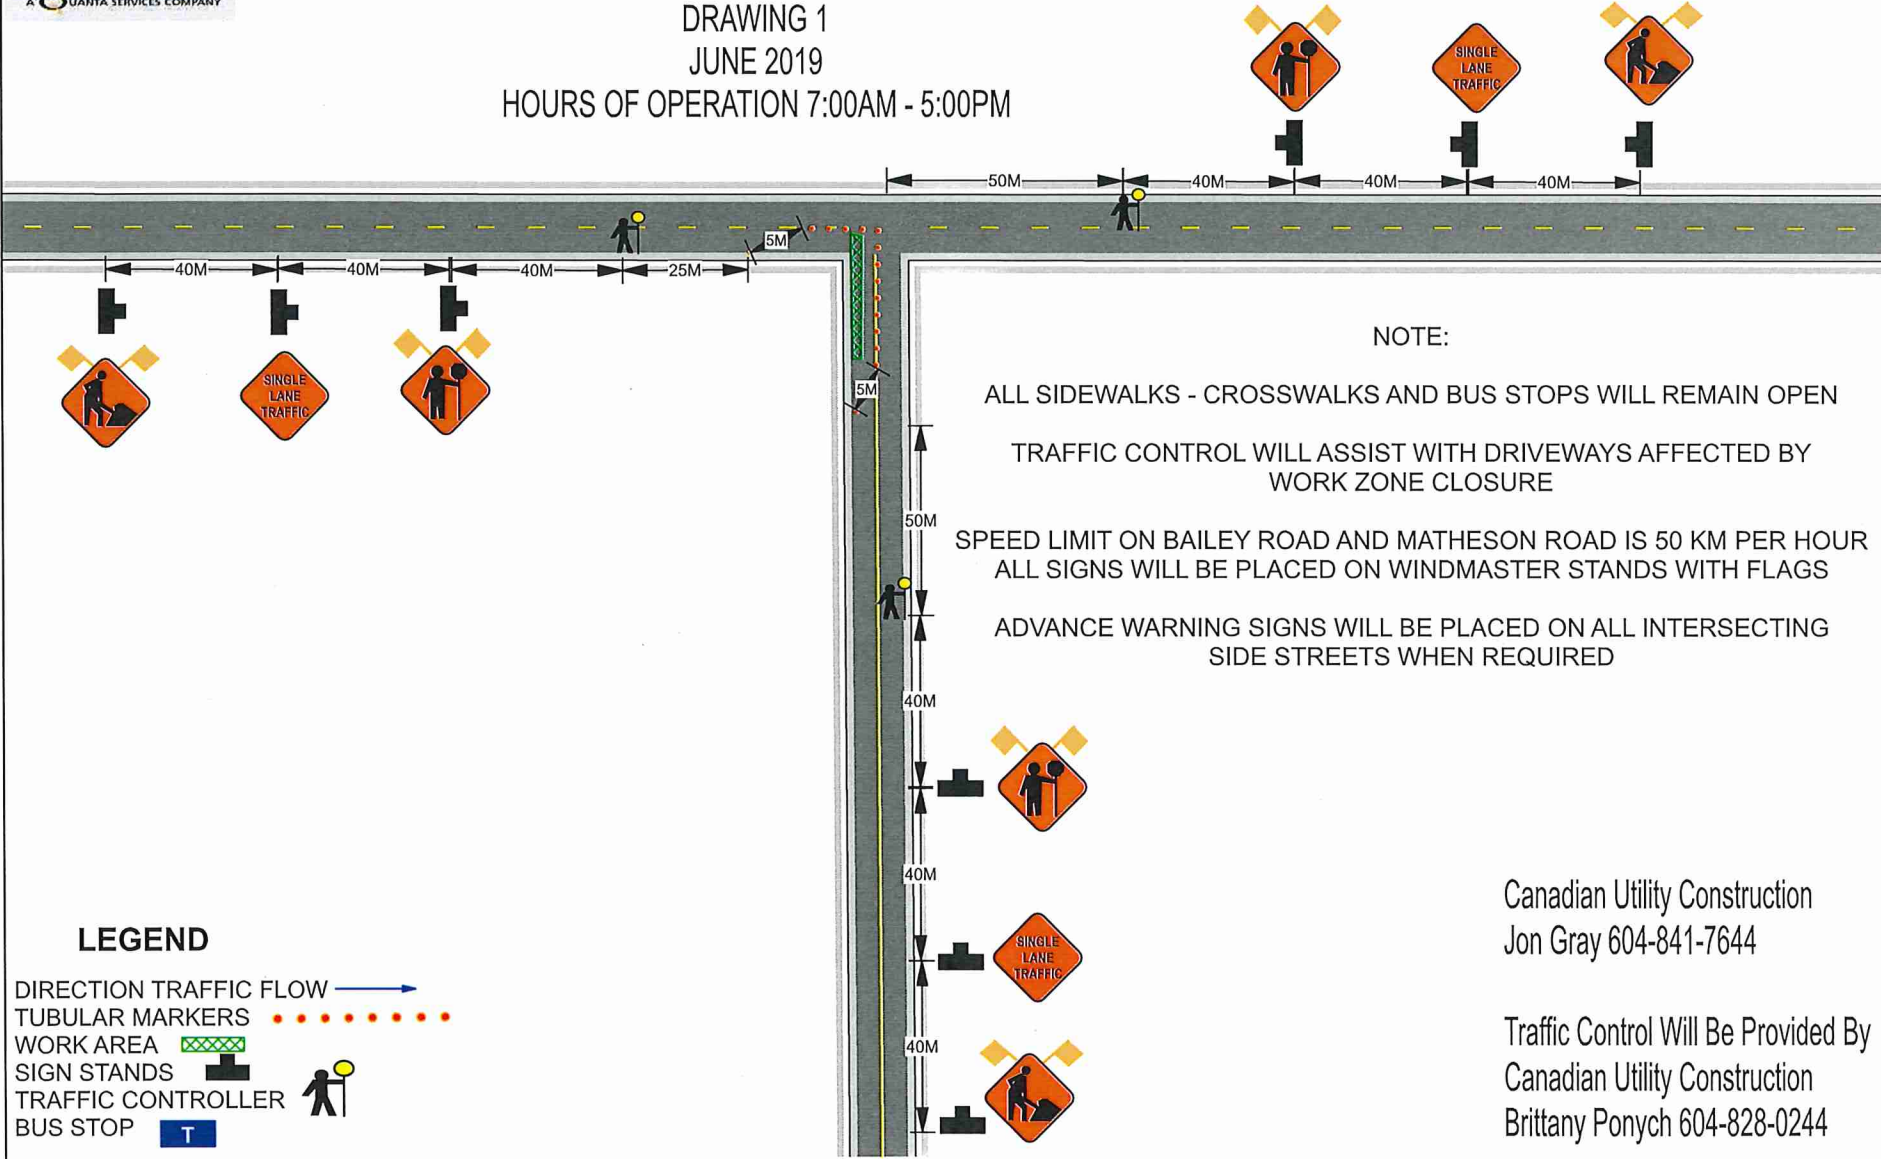 A QUANTA SERVICES COMPANY
DRAWING 1
JUNE 2019
HOURS OF OPERATION 7:00AM - 5:00PM
SINGLE
LANE
TRAFFIC
50M
40M
40M
40M
5M
40M
40M
40M
25M
SINGLE
LANE
TRAFFIC
5M
NOTE:
ALL SIDEWALKS - CROSSWALKS AND BUS STOPS WILL REMAIN OPEN
TRAFFIC CONTROL WILL ASSIST WITH DRIVEWAYS AFFECTED BY
WORK ZONE CLOSURE
SPEED LIMIT ON BAILEY ROAD AND MATHESON ROAD IS 50 KM PER HOUR
ALL SIGNS WILL BE PLACED ON WINDMASTER STANDS WITH FLAGS
ADVANCE WARNING SIGNS WILL BE PLACED ON ALL INTERSECTING
SIDE STREETS WHEN REQUIRED
50M
40M
40M
SINGLE
LANE
TRAFFIC
40M
LEGEND
DIRECTION TRAFFIC FLOW
TUBULAR MARKERS
WORK AREA
SIGN STANDS
TRAFFIC CONTROLLER
BUS STOP T
Canadian Utility Construction
Jon Gray 604-841-7644
Traffic Control Will Be Provided By
Canadian Utility Construction
Brittany Ponych 604-828-0244